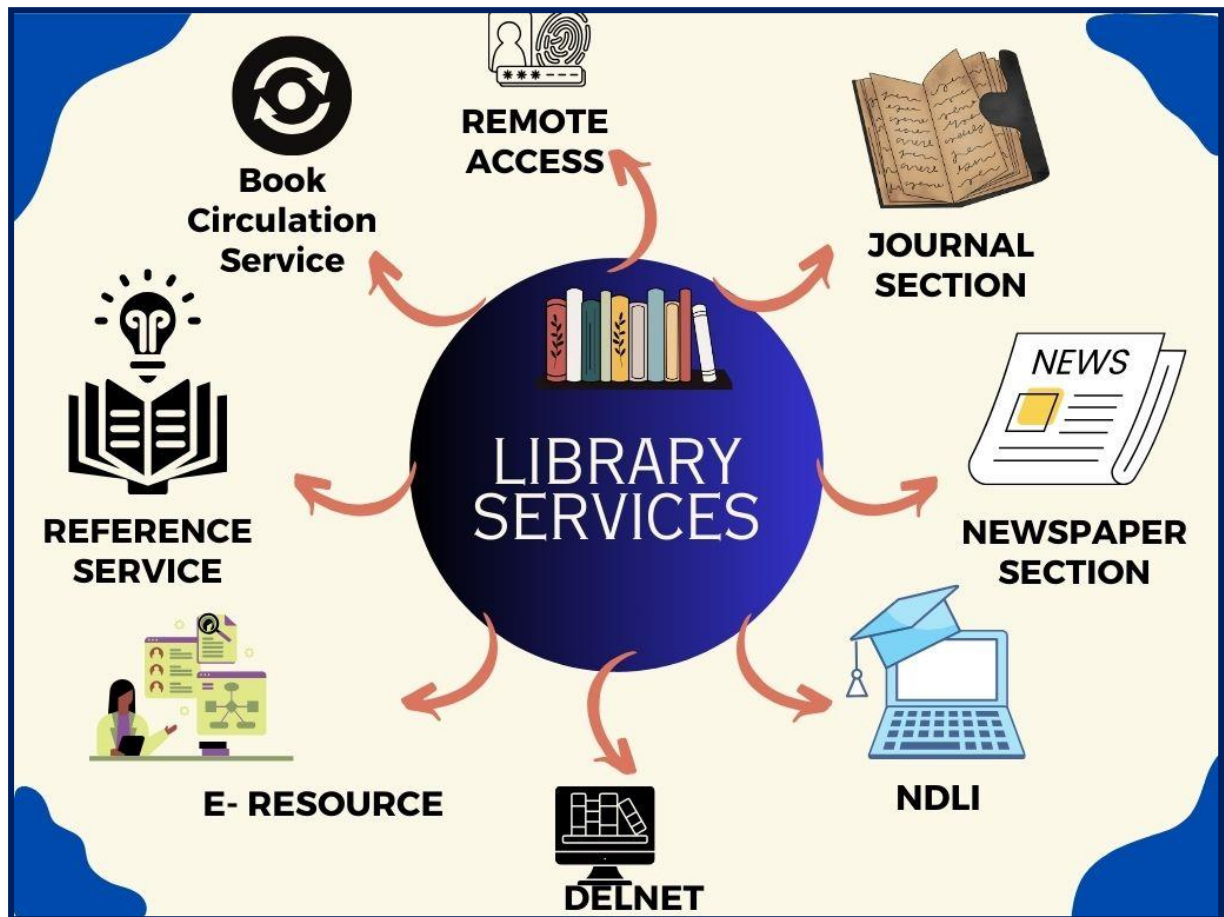 REMOTE
ACCESS
Book
Circulation
Service
JOURNAL
SECTION
NEWS
LIBRARY
SERVICES
REFERENCE
SERVICE
NEWSPAPER
SECTION
E- RESOURCE
NDLI
DELNET